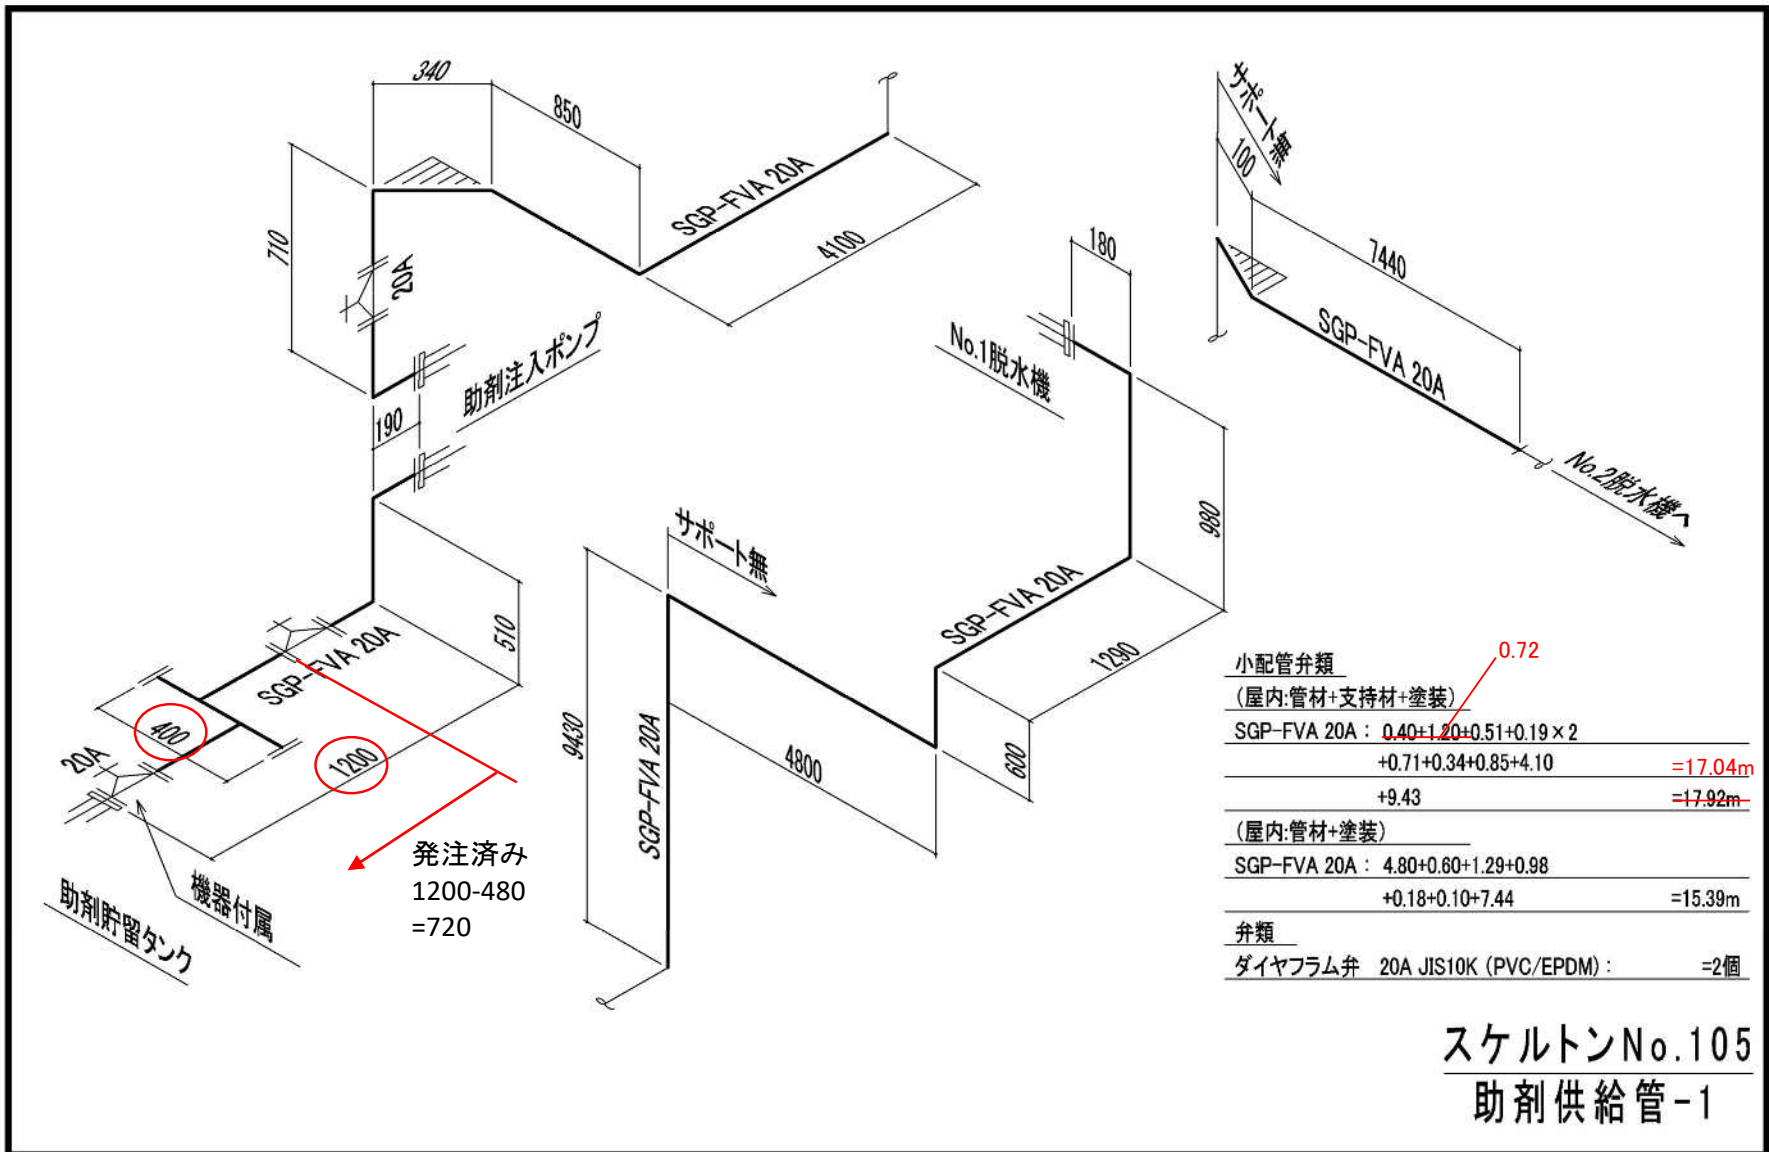 340
850
710
SGP-FVA 20A
4100
20A
助剤注入ポンプ
190
サポート無
100
7440
SGP-FVA 20A
No.2脱水機へ
180
No.1脱水機
980
サポート無
SGP-FVA 20A
1290
600
4800
9430
SGP-FVA 20A
510
SGP-FVA 20A
400
1200
20A
機器付属
助剤貯留タンク
発注済み
1200-480
=720
0.72
小配管弁類
(屋内:管材+支持材+塗装)
SGP-FVA 20A : 0.40+1.20+0.51+0.19×2
+0.71+0.34+0.85+4.10 =17.04m
+9.43 =17.92m
(屋内:管材+塗装)
SGP-FVA 20A : 4.80+0.60+1.29+0.98
+0.18+0.10+7.44 =15.39m
弁類
ダイヤフラム弁 20A JIS10K (PVC/EPDM) : =2個
スケルトンNo.105
助剤供給管-1